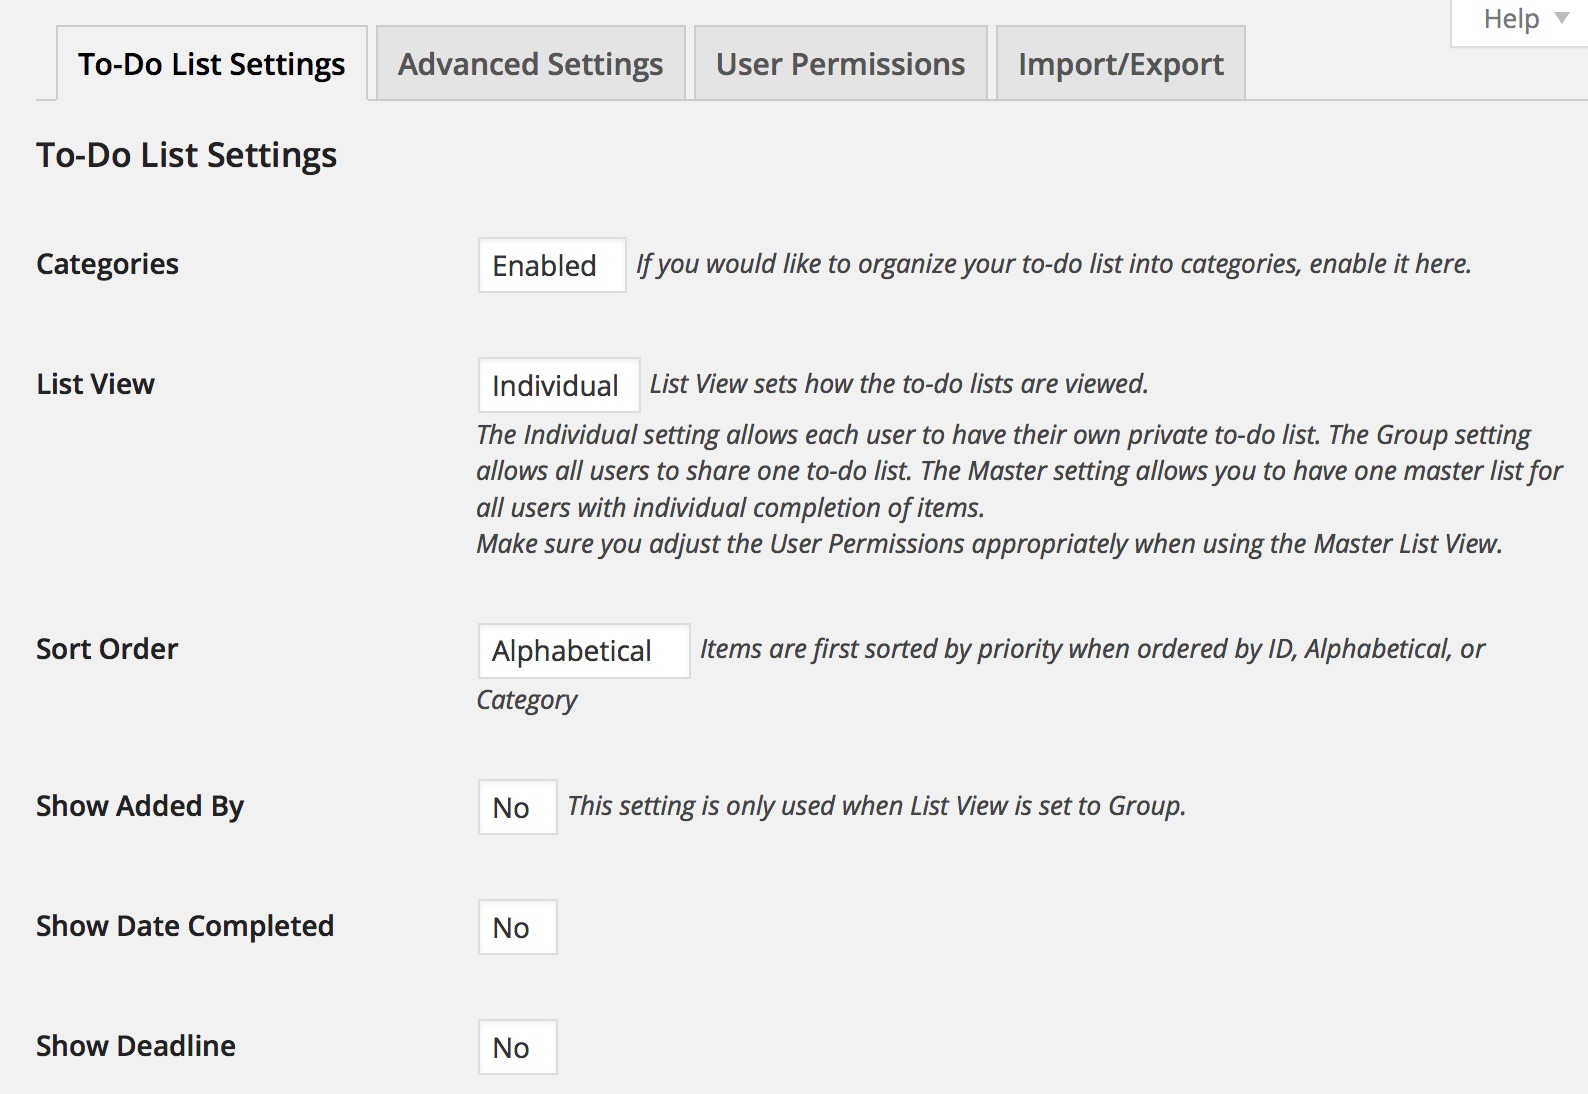 Help
To-Do List Settings
Advanced Settings
User Permissions
Import/Export
To-Do List Settings
Categories
Enabled
If you would like to organize your to-do list into categories, enable it here.
List View
Individual
List View sets how the to-do lists are viewed.
The Individual setting allows each user to have their own private to-do list. The Group setting
allows all users to share one to-do list. The Master setting allows you to have one master list for
all users with individual completion of items.
Make sure you adjust the User Permissions appropriately when using the Master List View.
Sort Order
Alphabetical
Items are first sorted by priority when ordered by ID, Alphabetical, or
Category
Show Added By
No
This setting is only used when List View is set to Group.
Show Date Completed
No
Show Deadline
No